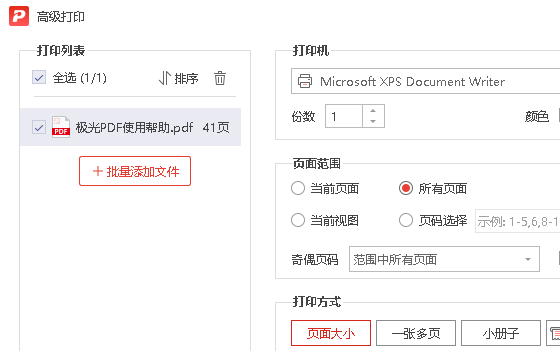 高级打印
打印列表
全选 (1/1)
排序
PDF
极光PDF使用帮助.pdf 41页
＋批量添加文件
打印机
Microsoft XPS Document Writer
份数 1
颜色
页面范围
当前页面
所有页面
当前视图
页码选择 示例: 1-5,6,8-1
奇偶页码 范围中所有页面
打印方式
页面大小 一张多页 小册子